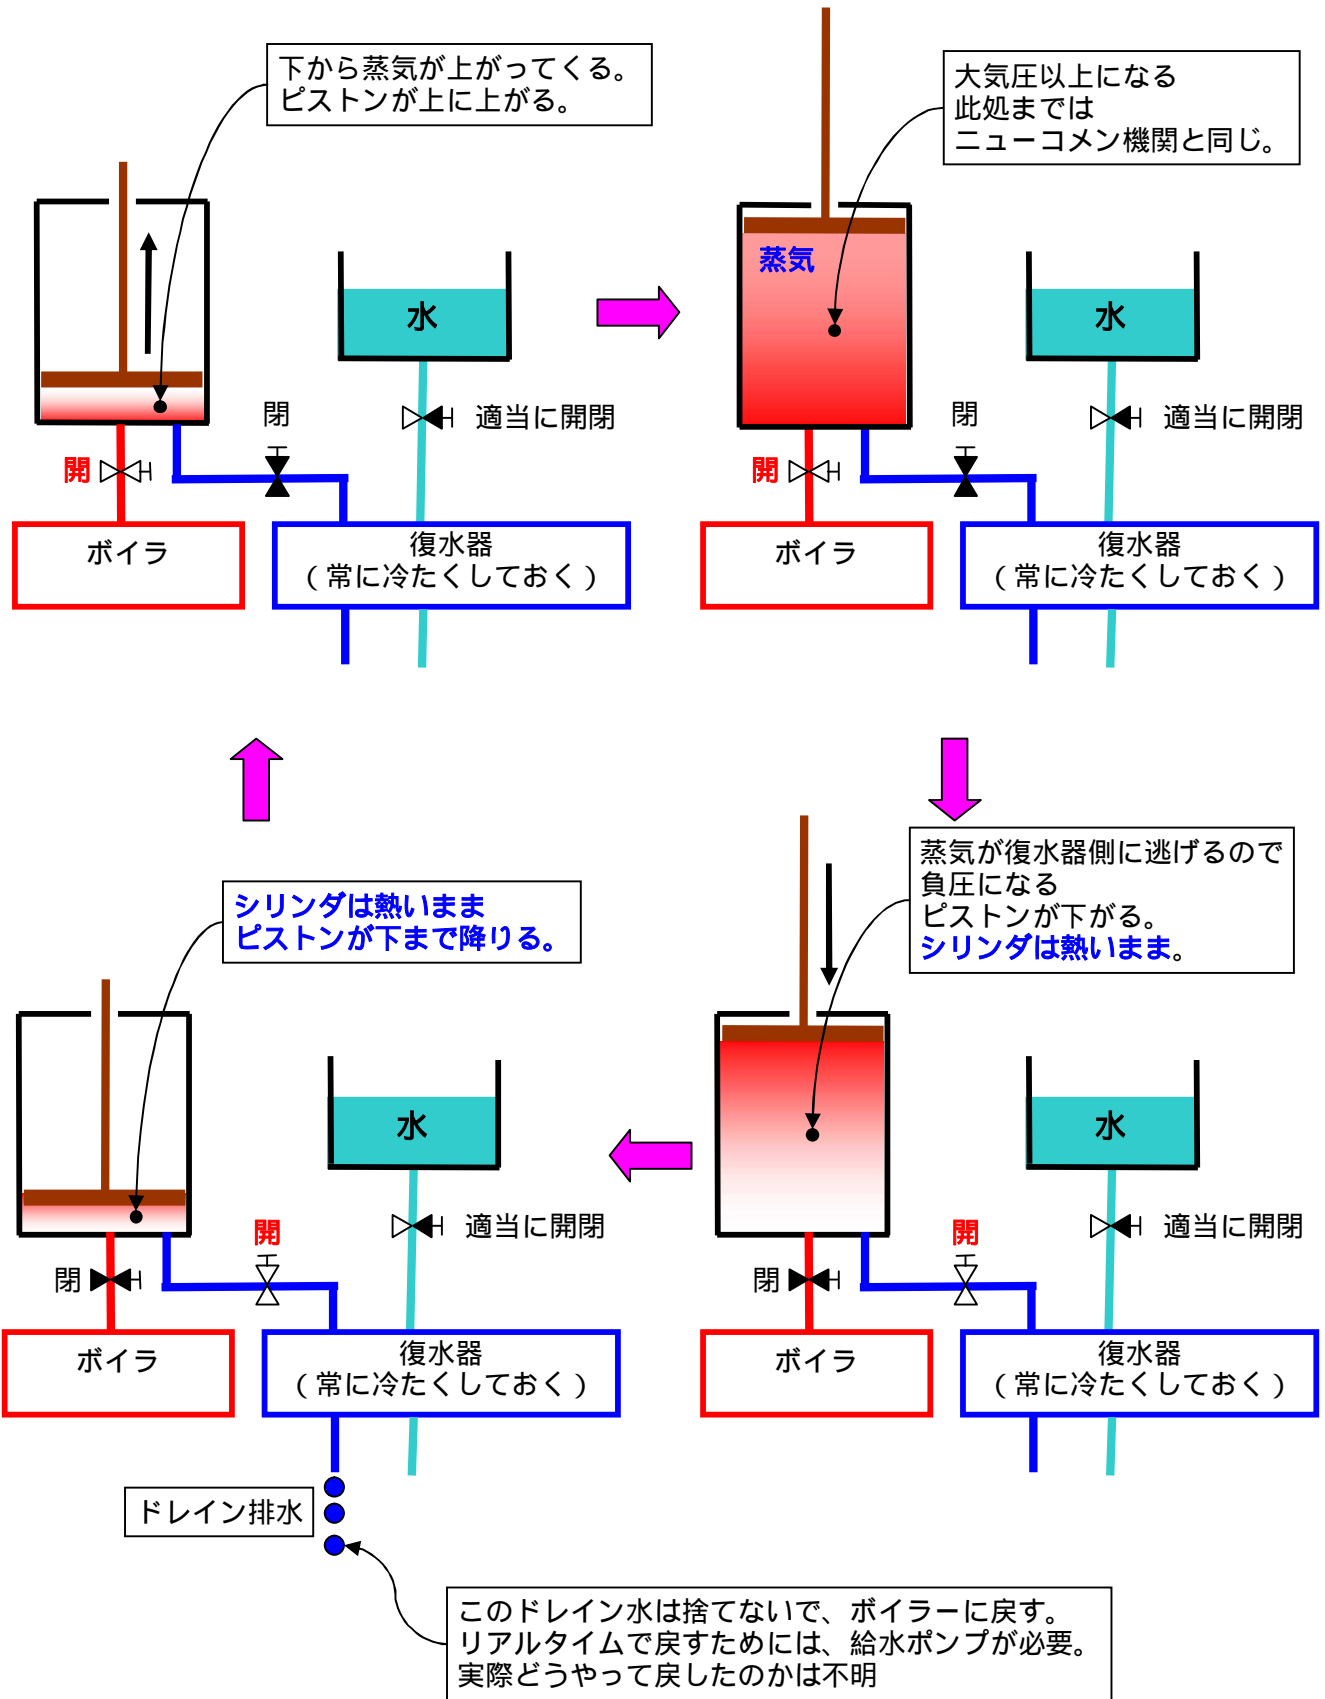 下から蒸気が上がってくる。
ピストンが上に上がる。
水
閉
適当に開閉
開
ボイラ
復水器
（常に冷たくしておく）
大気圧以上になる
此処までは
ニューコメン機関と同じ。
蒸気
水
閉
適当に開閉
開
ボイラ
復水器
（常に冷たくしておく）
蒸気が復水器側に逃げるので
負圧になる
ピストンが下がる。
シリンダは熱いまま。
水
開
適当に開閉
閉
ボイラ
復水器
（常に冷たくしておく）
シリンダは熱いまま
ピストンが下まで降りる。
水
開
適当に開閉
閉
ボイラ
復水器
（常に冷たくしておく）
ドレイン排水
このドレイン水は捨てないで、ボイラーに戻す。
リアルタイムで戻すためには、給水ポンプが必要。
実際どうやって戻したのかは不明